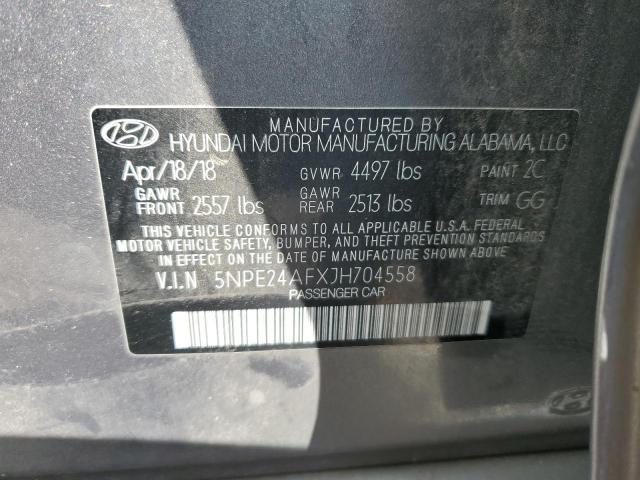 MANUFACTURED BY
HYUNDAI MOTOR MANUFACTURING ALABAMA, LLC
Apr/18/18 GVWR 4497 lbs PAINT 2C
GAWR FRONT 2557 lbs GAWR REAR 2513 lbs TRIM GG
THIS VEHICLE CONFORMS TO ALL APPLICABLE U.S.A. FEDERAL
MOTOR VEHICLE SAFETY, BUMPER, AND THEFT PREVENTION STANDARDS
IN EFFECT ON THE DATE OF MANUFACTURE SHOWN ABOVE.
V.I.N 5NPE24AFXJH704558
PASSENGER CAR